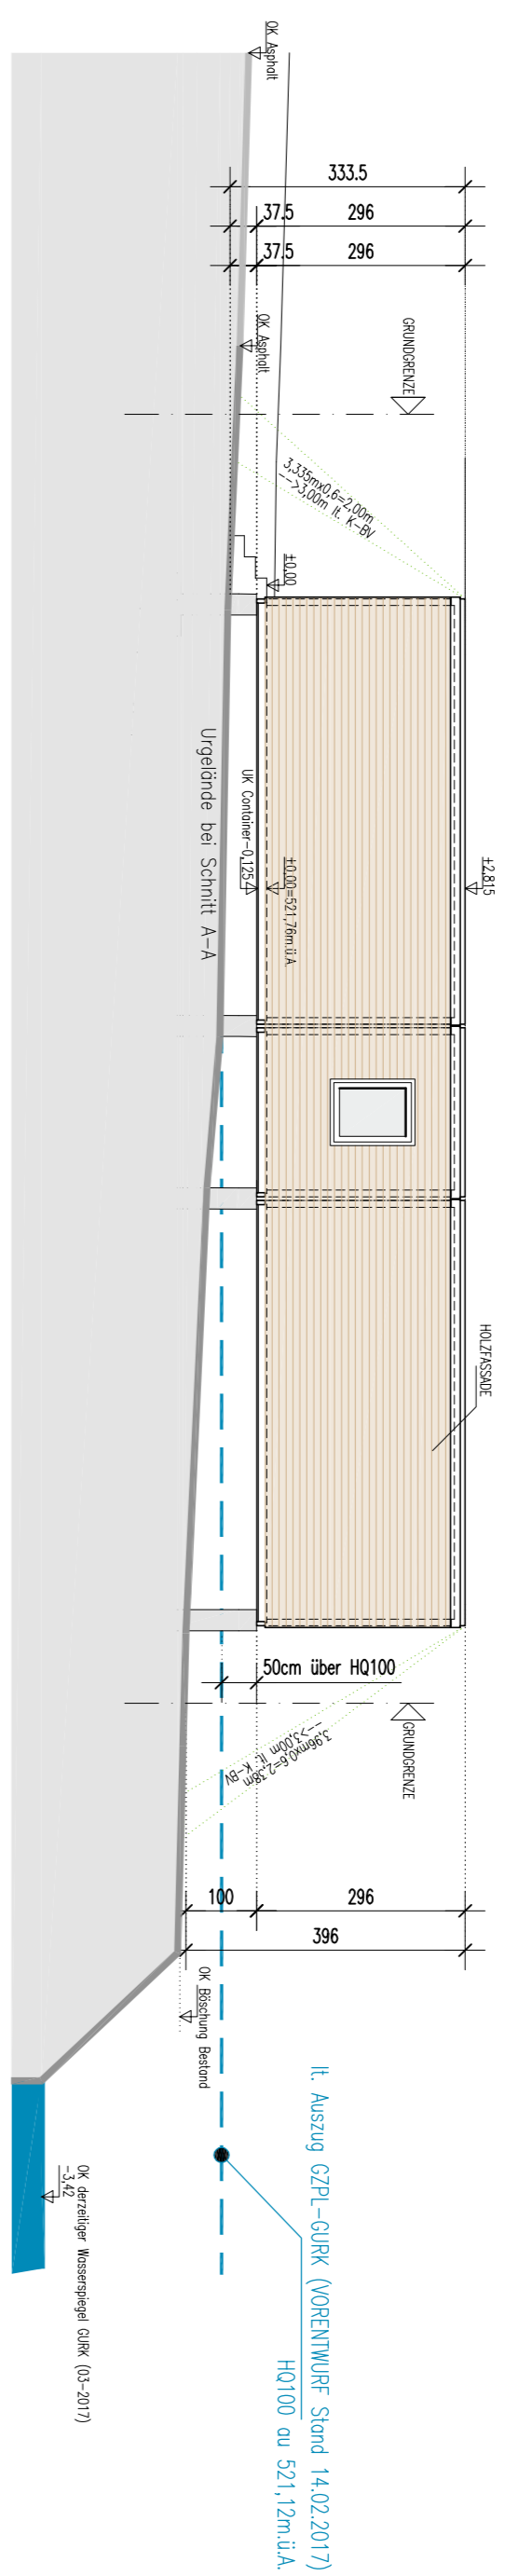 OK Asphalt
333.5
37.5 296
37.5 296
OK Asphalt
GRUNDGRENZE
3,335mx0,6=2,00m
-->3,00m lt. K-BV
±0,00
Urgelände bei Schnitt A-A
UK Container-0,125
±0,00=521,76m.ü.A.
+2,815
HOLZFASSADE
50cm über HQ100
GRUNDGRENZE
3,96mx0,6=2,38m
-->3,00m lt. K-BV
100 296
396
OK Böschung Bestand
lt. Auszug GZPL-GURK (VORENTWURF Stand 14.02.2017)
HQ100 au 521,12m.ü.A.
OK derzeitiger Wasserspiegel GURK (03-2017)
-3,42